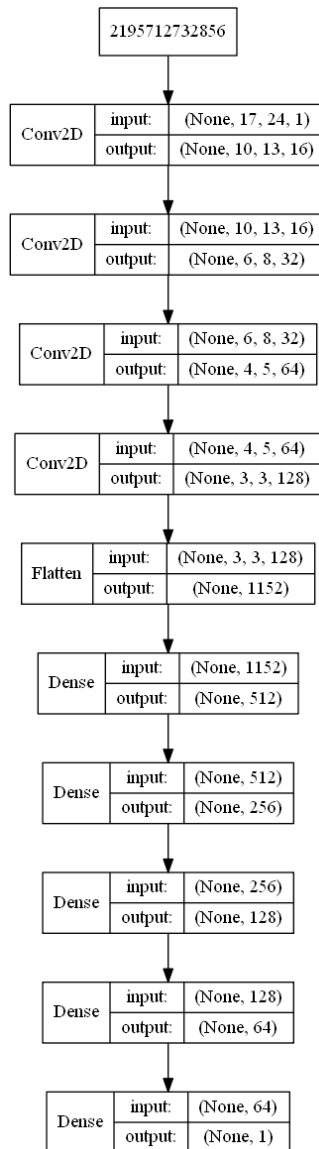 2195712732856
Conv2D
input: (None, 17, 24, 1)
output: (None, 10, 13, 16)
Conv2D
input: (None, 10, 13, 16)
output: (None, 6, 8, 32)
Conv2D
input: (None, 6, 8, 32)
output: (None, 4, 5, 64)
Conv2D
input: (None, 4, 5, 64)
output: (None, 3, 3, 128)
Flatten
input: (None, 3, 3, 128)
output: (None, 1152)
Dense
input: (None, 1152)
output: (None, 512)
Dense
input: (None, 512)
output: (None, 256)
Dense
input: (None, 256)
output: (None, 128)
Dense
input: (None, 128)
output: (None, 64)
Dense
input: (None, 64)
output: (None, 1)